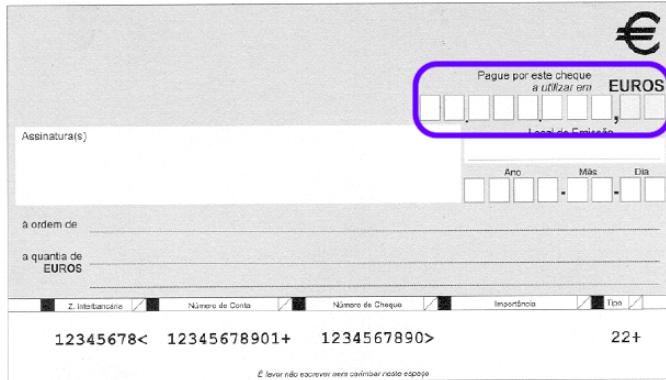 €
Pague por este cheque
a utilizar em EUROS
. . ,
Assinatura(s)
Local de Emissão
Ano Mês Dia
à ordem de
a quantia de
EUROS
Z. Interbancária Número de Conta Número de Cheque Importância Tipo
12345678< 12345678901+ 1234567890> 22+
É favor não escrever nem carimbar neste espaço